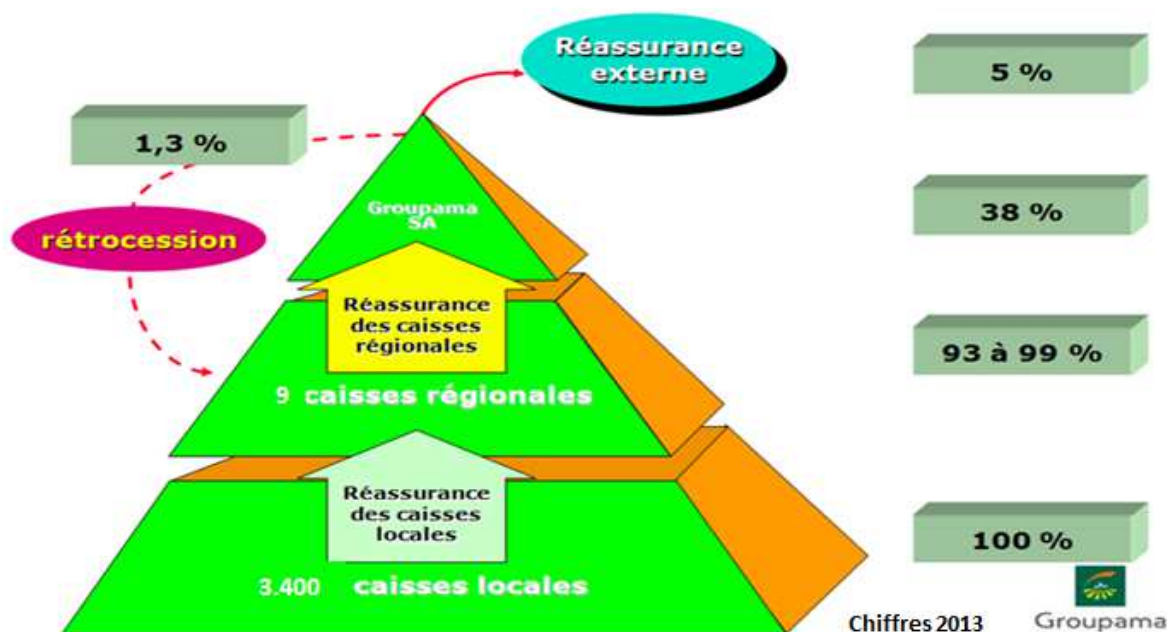 Réassurance
externe
5 %
1,3 %
Groupama
SA
38 %
rétrocession
Réassurance
des caisses
régionales
93 à 99 %
9 caisses régionales
Réassurance
des caisses
locales
100 %
3.400 caisses locales
Chiffres 2013
Groupama